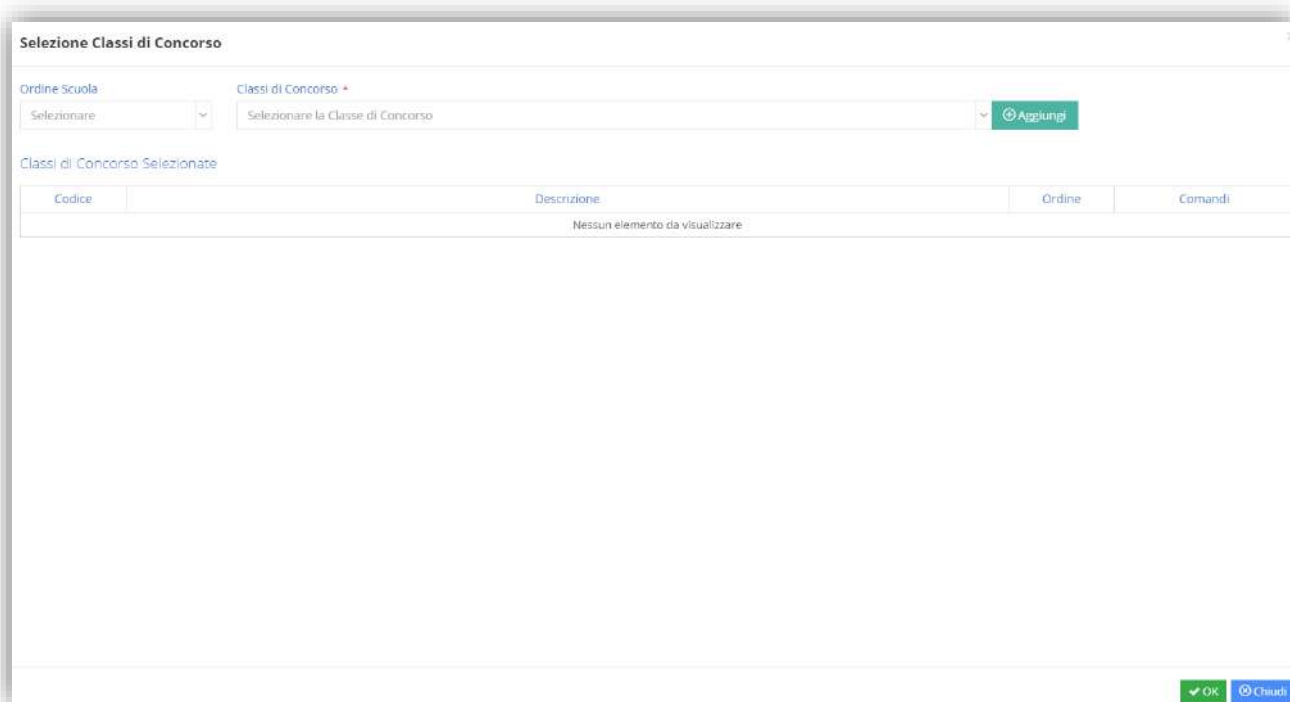 Selezione Classi di Concorso
Ordine Scuola Classi di Concorso *
Selezionare Selezionare la Classe di Concorso Aggiungi
Classi di Concorso Selezionate
Codice Descrizione Ordine Comandi
Nessun elemento da visualizzare
OK Chiudi